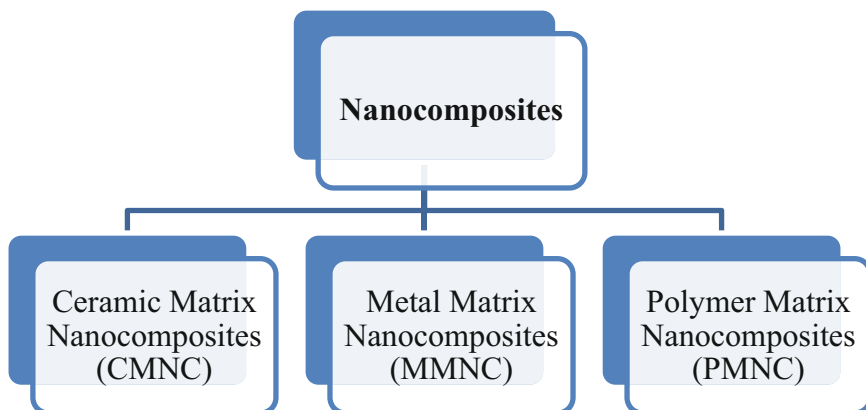 Nanocomposites
Ceramic Matrix
Nanocomposites
(CMNC)
Metal Matrix
Nanocomposites
(MMNC)
Polymer Matrix
Nanocomposites
(PMNC)